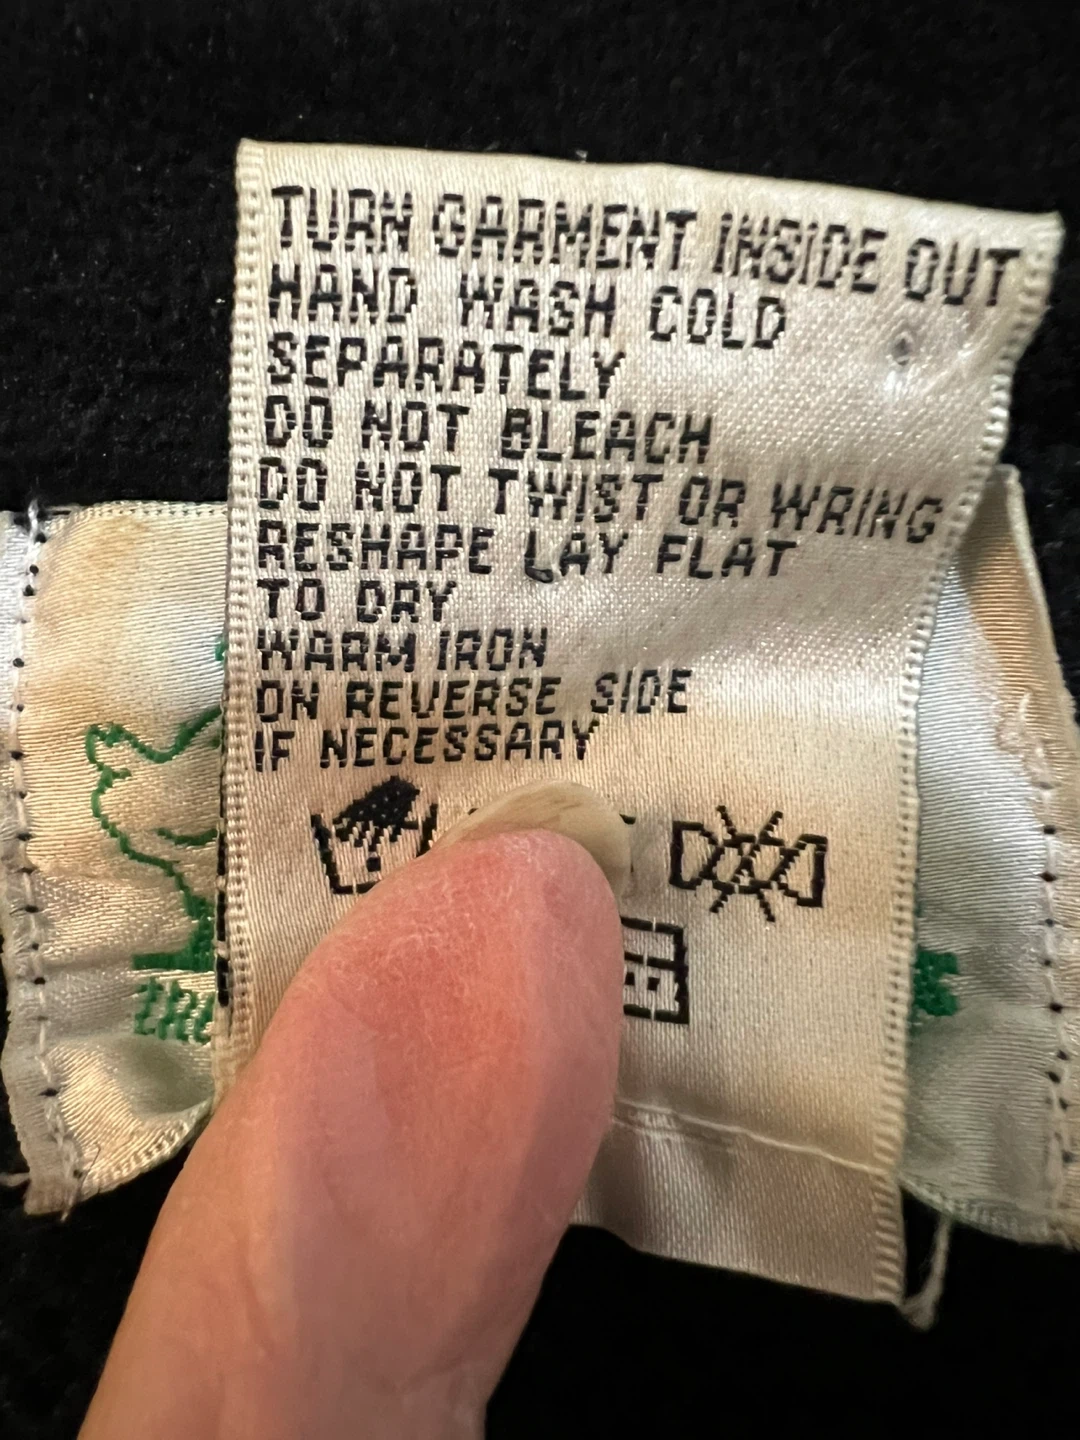 TURN GARMENT INSIDE OUT
HAND WASH COLD
SEPARATELY
DO NOT BLEACH
DO NOT TWIST OR WRING
RESHAPE LAY FLAT
TO DRY
WARM IRON
ON REVERSE SIDE
IF NECESSARY